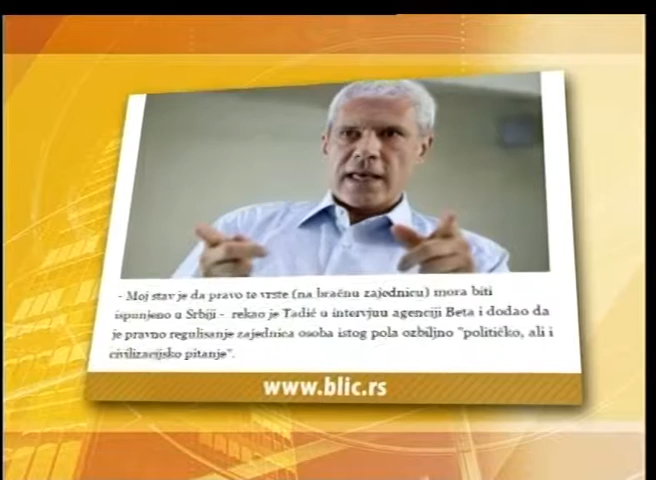 - Moj stav je da pravo te vrste (na bračnu zajednicu) mora biti
ispunjeno u Srbiji - rekao je Tadić u intervjuu agenciji Beta i dodao da
je pravno regulisanje zajednica osoba istog pola ozbiljno "političko, ali i
civilizacijsko pitanje".
www.blic.rs